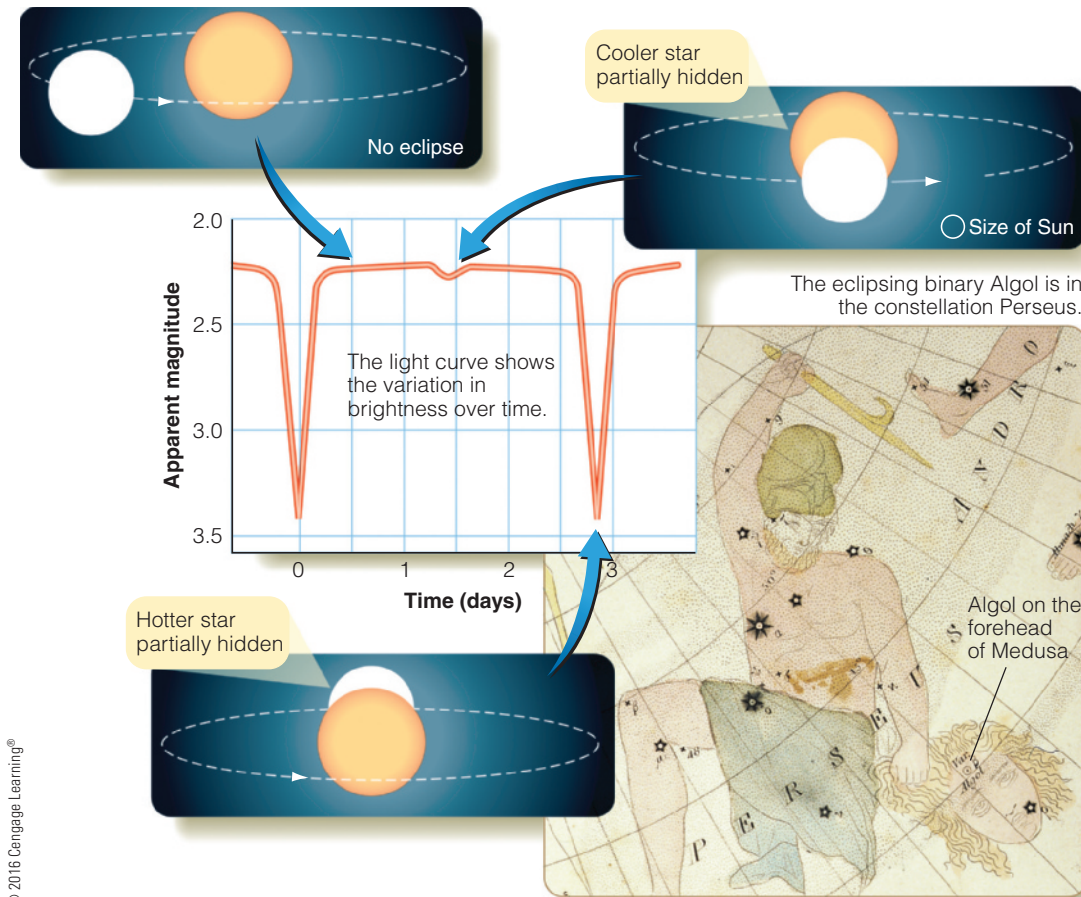 No eclipse
Cooler star
partially hidden
Size of Sun
The eclipsing binary Algol is in
the constellation Perseus.
2.0
2.5
3.0
3.5
Apparent magnitude
The light curve shows
the variation in
brightness over time.
0
1
2
3
Time (days)
Hotter star
partially hidden
Algol on the
forehead
of Medusa
PERSEUS
Var.
Algol
48
© 2016 Cengage Learning®